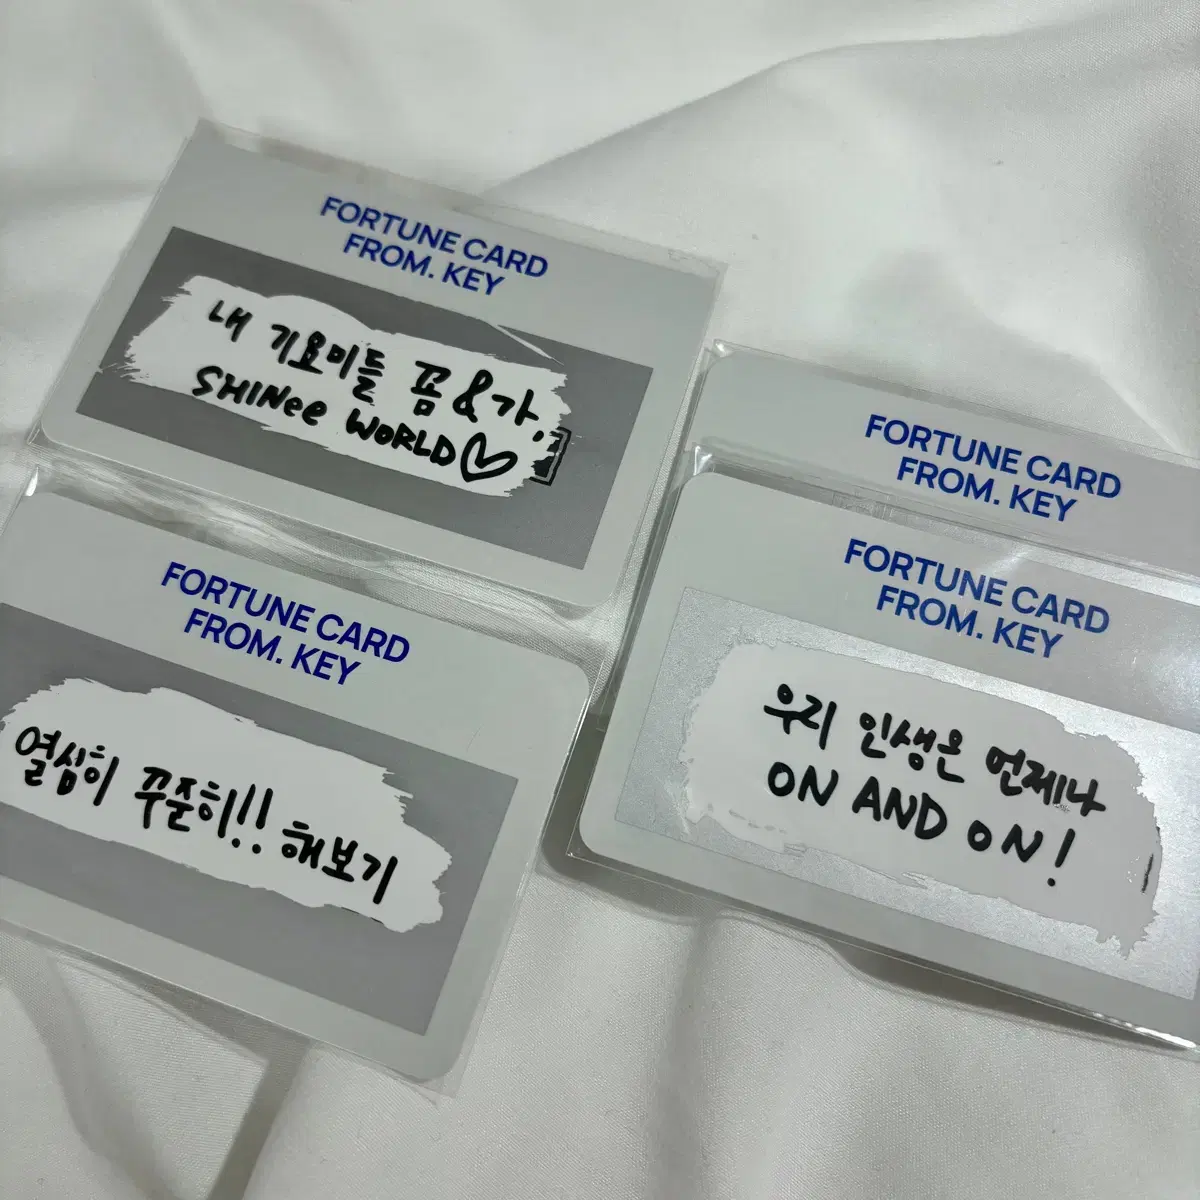 FORTUNE CARD
FROM. KEY
내 기요미들 폼&가.
SHINee WORLD♡
FORTUNE CARD
FROM. KEY
FORTUNE CARD
FROM. KEY
열심히 꾸준히!! 해보기
FORTUNE CARD
FROM. KEY
우리 인생은 언제나
ON AND ON!